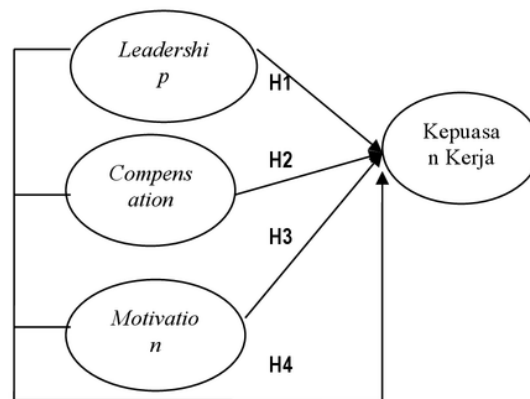 Leadershi
p
H1
Kepuasa
n Kerja
H2
Compens
ation
H3
Motivatio
n
H4